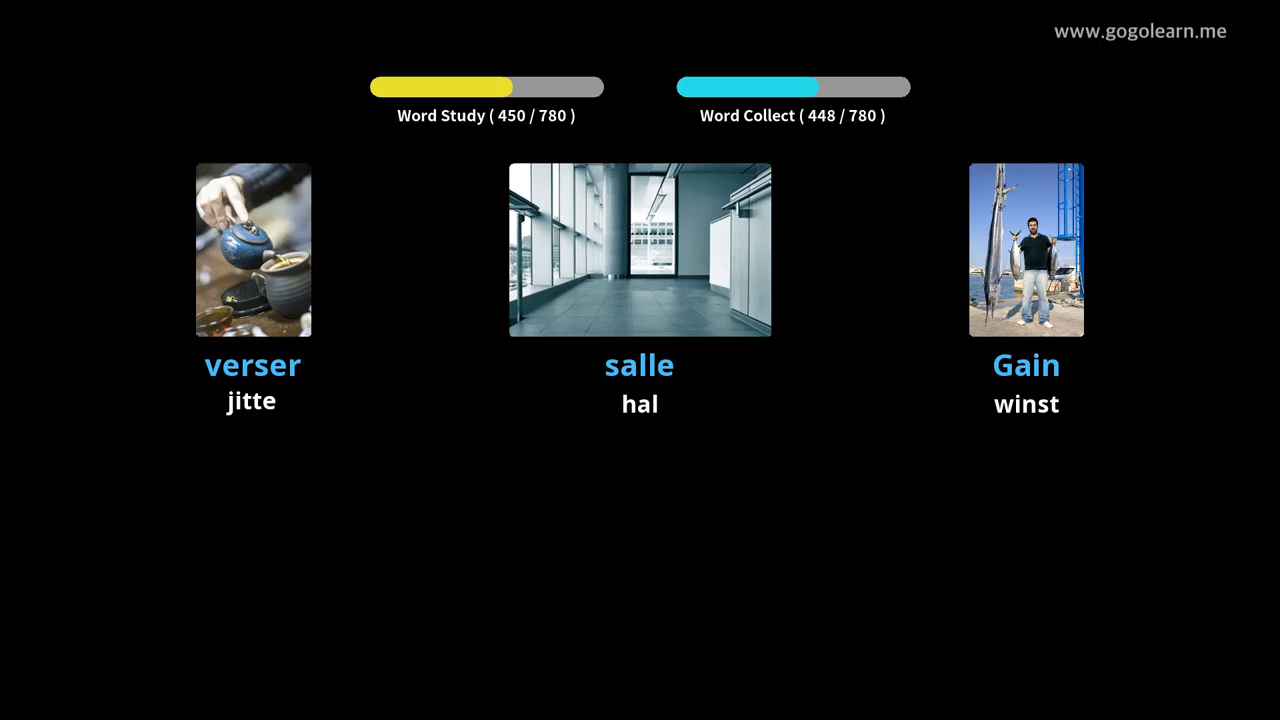 www.gogolearn.me
Word Study ( 450 / 780 )
Word Collect ( 448 / 780 )
verser
salle
Gain
jitte
hal
winst